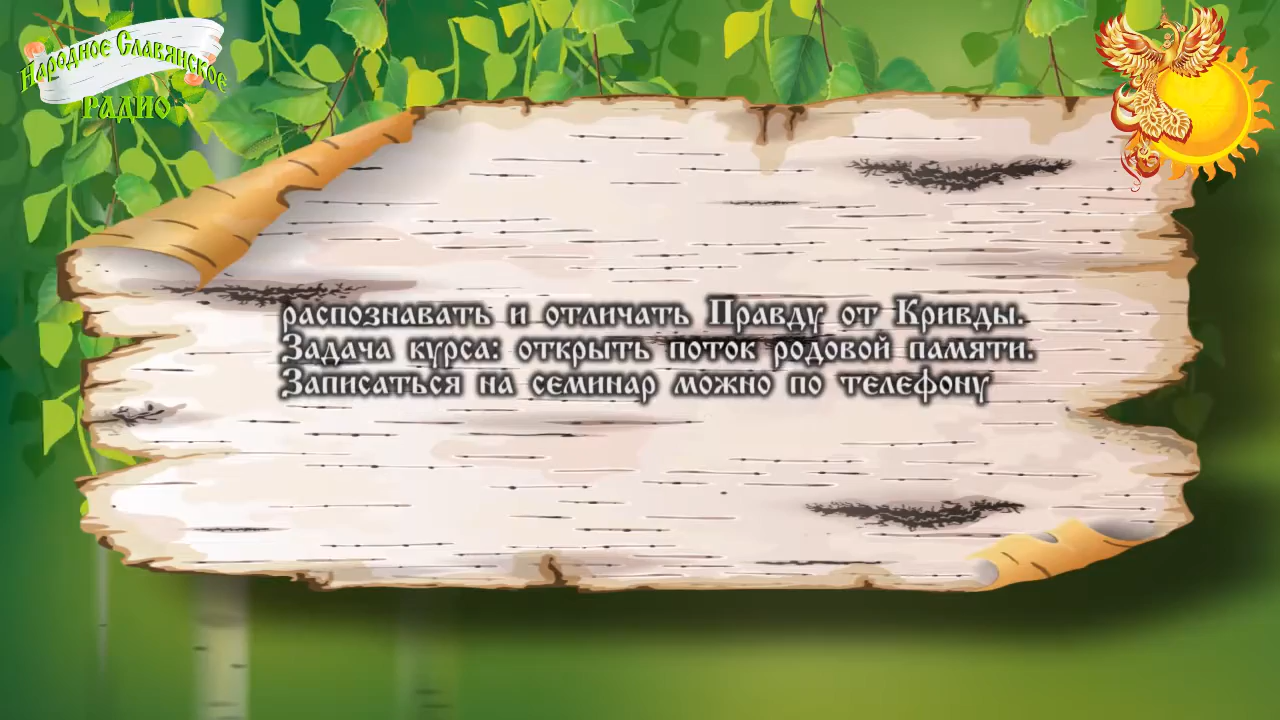 Народное Славянское
РАДИО
распознавать и отличать Правду от Кривды.
Задача курса: открыть поток родовой памяти.
Записаться на семинар можно по телефону